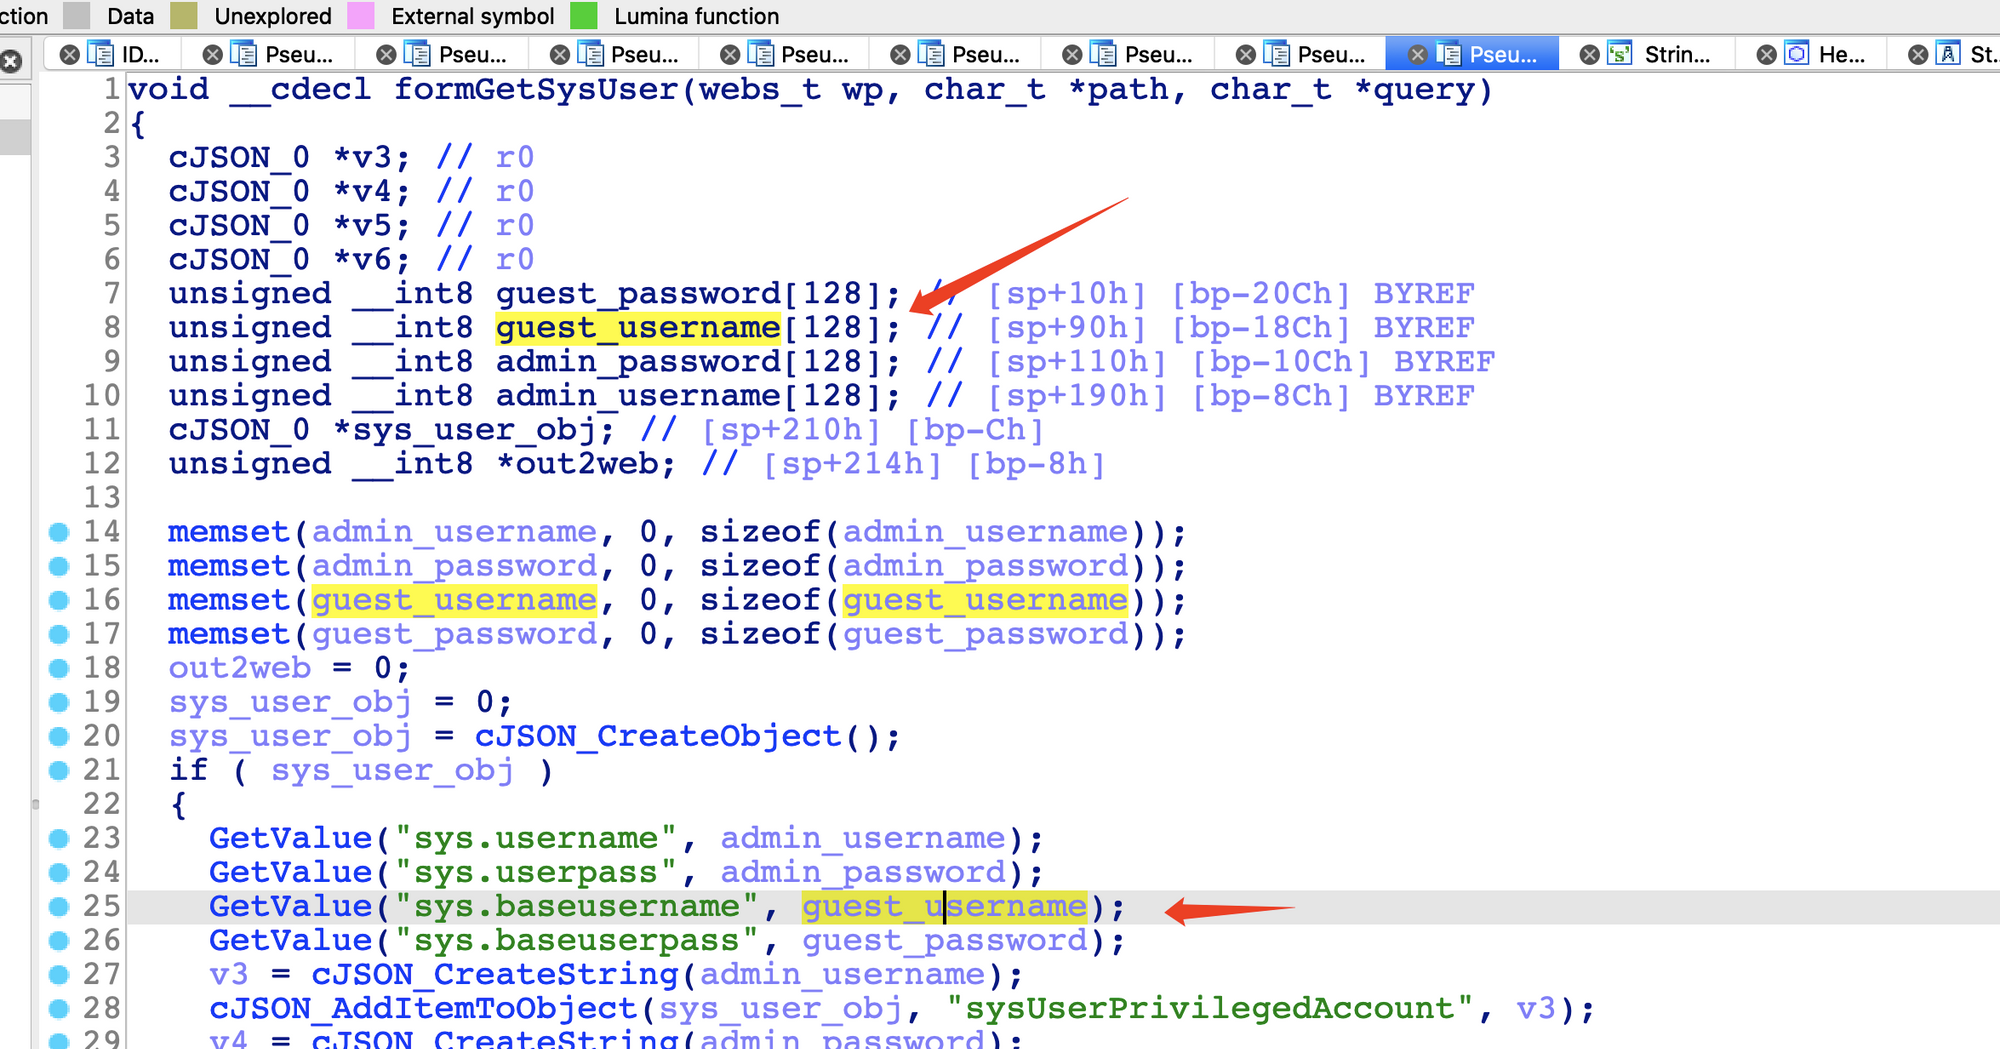 ction Data Unexplored External symbol Lumina function
ID... Pseu... Pseu... Pseu... Pseu... Pseu... Pseu... Pseu... Pseu... 's' Strin... He... A St.
1 void __cdecl formGetSysUser(webs_t wp, char_t *path, char_t *query)
2 {
3 cJSON_0 *v3; // r0
4 cJSON_0 *v4; // r0
5 cJSON_0 *v5; // r0
6 cJSON_0 *v6; // r0
7 unsigned __int8 guest_password[128]; // [sp+10h] [bp-20Ch] BYREF
8 unsigned __int8 guest_username[128]; // [sp+90h] [bp-18Ch] BYREF
9 unsigned __int8 admin_password[128]; // [sp+110h] [bp-10Ch] BYREF
10 unsigned __int8 admin_username[128]; // [sp+190h] [bp-8Ch] BYREF
11 cJSON_0 *sys_user_obj; // [sp+210h] [bp-Ch]
12 unsigned __int8 *out2web; // [sp+214h] [bp-8h]
13
14 memset(admin_username, 0, sizeof(admin_username));
15 memset(admin_password, 0, sizeof(admin_password));
16 memset(guest_username, 0, sizeof(guest_username));
17 memset(guest_password, 0, sizeof(guest_password));
18 out2web = 0;
19 sys_user_obj = 0;
20 sys_user_obj = cJSON_CreateObject();
21 if ( sys_user_obj )
22 {
23 GetValue("sys.username", admin_username);
24 GetValue("sys.userpass", admin_password);
25 GetValue("sys.baseusername", guest_username);
26 GetValue("sys.baseuserpass", guest_password);
27 v3 = cJSON_CreateString(admin_username);
28 cJSON_AddItemToObject(sys_user_obj, "sysUserPrivilegedAccount", v3);
29 v4 = cJSON_CreateString(admin_password);